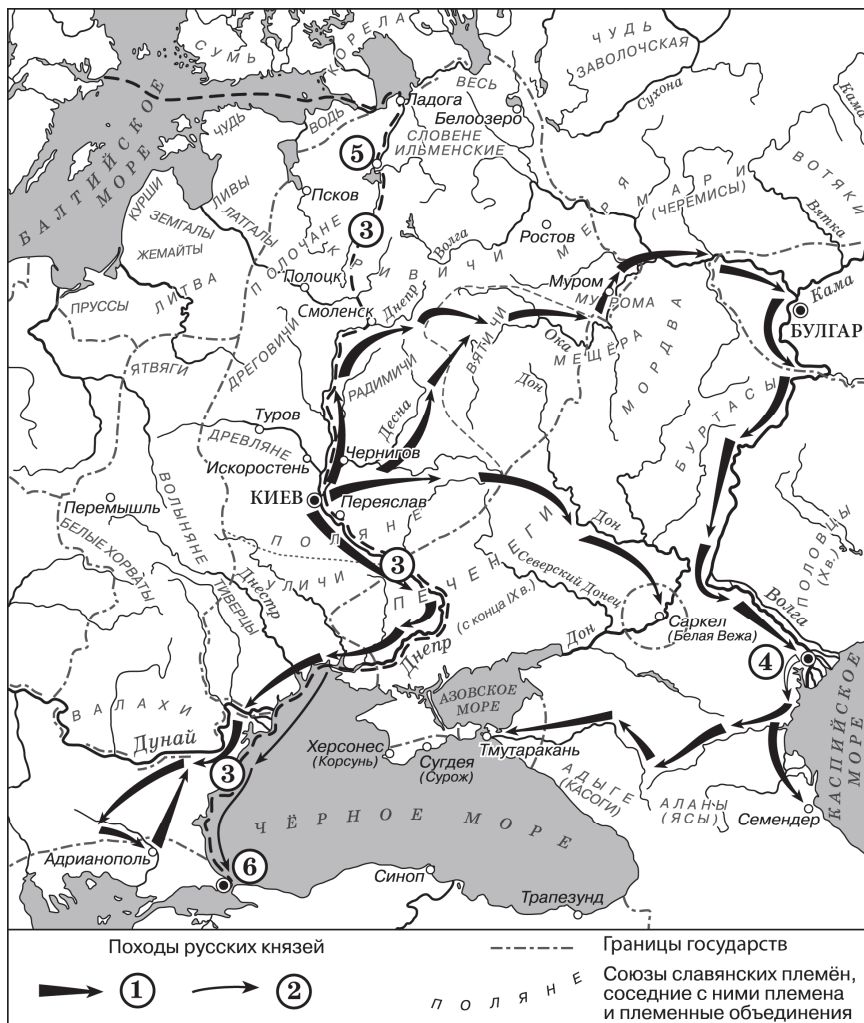 СУМЬ
КОРЕЛА
ЧУДЬ
ЗАВОЛОЧСКАЯ
ВЕСЬ
Ладога
Белоозеро
Сухона
Кама
БАЛТИЙСКОЕ
МОРЕ
ЧУДЬ
ВОДЬ
СЛОВЕНЕ
ИЛЬМЕНСКИЕ
5
ВОТЯКИ
Псков
КУРШИ
ЛИВЫ
ЗЕМГАЛЫ
ЛАТГАЛЫ
ЖЕМАЙТЫ
МАРИ
(ЧЕРЕМИСЫ)
Вятка
3
Волга
Ростов
МЕРЯ
ПОЛОЧАНЕ
КРИВИЧИ
Полоцк
Муром
МУРОМА
Кама
БУЛГАР
ПРУССЫ
ЛИТВА
Смоленск
Днепр
ВЯТИЧИ
Ока
МЕЩЁРА
МОРДВА
ЯТВЯГИ
ДРЕГОВИЧИ
РАДИМИЧИ
Дон
БУРТАСЫ
Десна
Туров
ДРЕВЛЯНЕ
Искоростень
Чернигов
КИЕВ
Переяслав
Перемышль
ВОЛЫНЯНЕ
БЕЛЫЕ ХОРВАТЫ
ПОЛЯНЕ
3
Дон
ПОЛОВЦЫ
(X в.)
УЛИЧИ
ТИВЕРЦЫ
Днестр
ПЕЧЕНЕГИ
(с конца IX в.)
Северский Донец
Саркел
(Белая Вежа)
Волга
Днепр
Дон
4
ВАЛАХИ
Дунай
АЗОВСКОЕ
МОРЕ
Херсонес
(Корсунь)
Сугдея
(Сурож)
Тмутаракань
3
АДЫГЕ
(КАСОГИ)
АЛАНЫ
(ЯСЫ)
Семендер
КАСПИЙСКОЕ
МОРЕ
ЧЁРНОЕ МОРЕ
Адрианополь
6
Синоп
Трапезунд
Походы русских князей
1
2
Границы государств
ПОЛЯНЕ
Союзы славянских племён,
соседние с ними племена
и племенные объединения